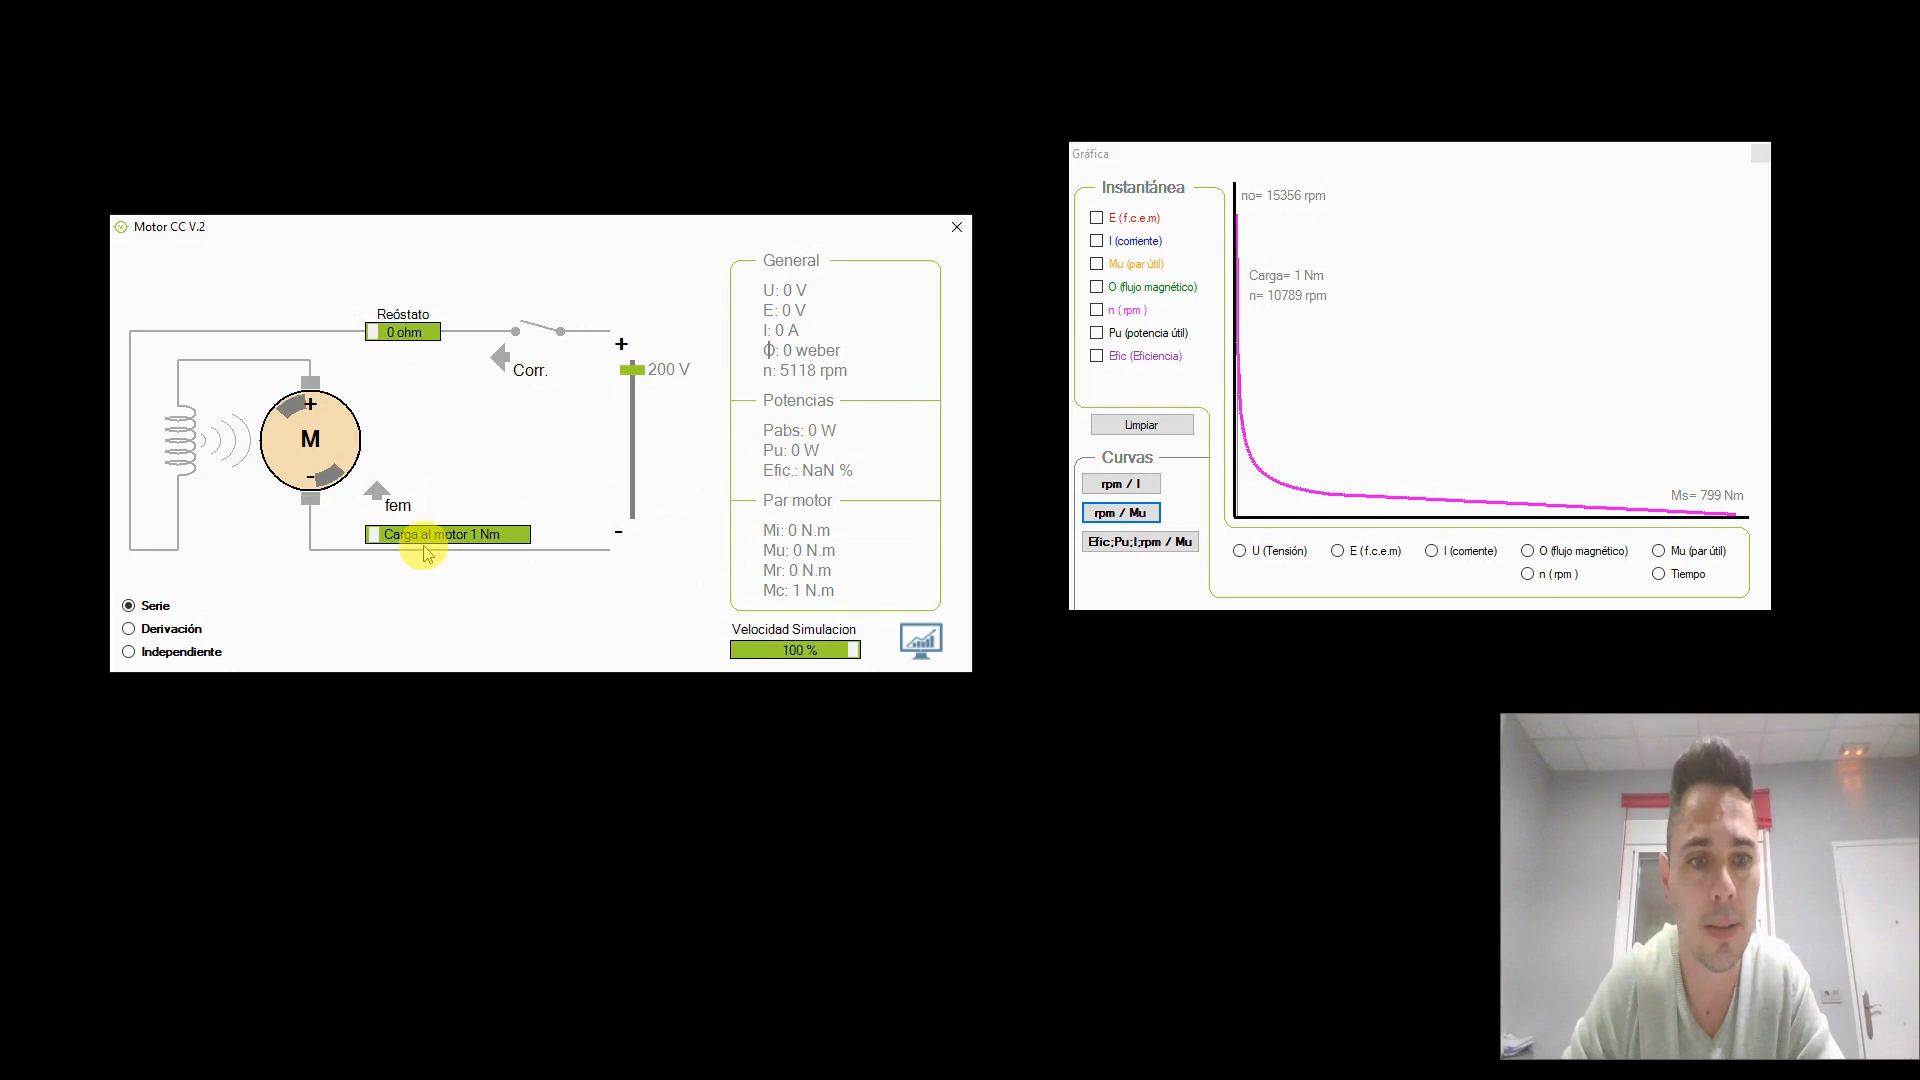 Motor CC V.2
Reóstato
0 ohm
Corr.
+
200 V
-
+
M
-
fem
Carga al motor 1 Nm
Serie
Derivación
Independiente
General
U: 0 V
E: 0 V
I: 0 A
Φ: 0 weber
n: 5118 rpm
Potencias
Pabs: 0 W
Pu: 0 W
Efic.: NaN %
Par motor
Mi: 0 N.m
Mu: 0 N.m
Mr: 0 N.m
Mc: 1 N.m
Velocidad Simulacion
100 %
Gráfica
Instantánea
E ( f.c.e.m)
I (corriente)
Mu (par útil)
O (flujo magnético)
n ( rpm )
Pu (potencia útil)
Efic (Eficiencia)
Limpiar
Curvas
rpm / I
rpm / Mu
Efic;Pu;I;rpm / Mu
no= 15356 rpm
Carga= 1 Nm
n= 10789 rpm
Ms= 799 Nm
U (Tensión)
E ( f.c.e.m)
I (corriente)
O (flujo magnético)
Mu (par útil)
n ( rpm )
Tiempo